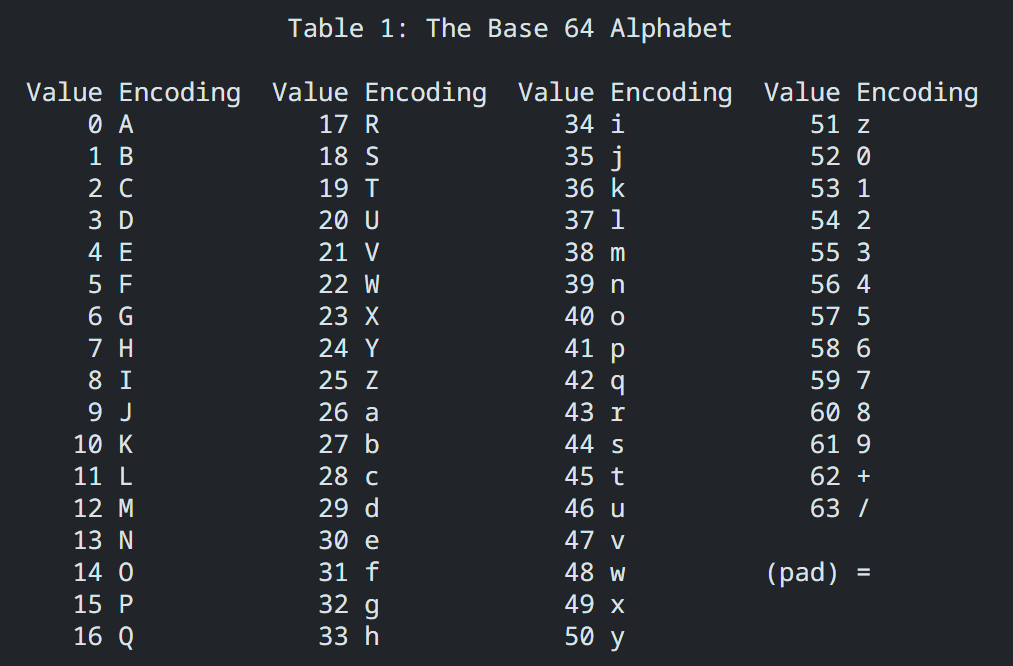 Table 1: The Base 64 Alphabet
Value Encoding Value Encoding Value Encoding Value Encoding
0 A 17 R 34 i 51 z
1 B 18 S 35 j 52 0
2 C 19 T 36 k 53 1
3 D 20 U 37 l 54 2
4 E 21 V 38 m 55 3
5 F 22 W 39 n 56 4
6 G 23 X 40 o 57 5
7 H 24 Y 41 p 58 6
8 I 25 Z 42 q 59 7
9 J 26 a 43 r 60 8
10 K 27 b 44 s 61 9
11 L 28 c 45 t 62 +
12 M 29 d 46 u 63 /
13 N 30 e 47 v
14 O 31 f 48 w (pad) =
15 P 32 g 49 x
16 Q 33 h 50 y